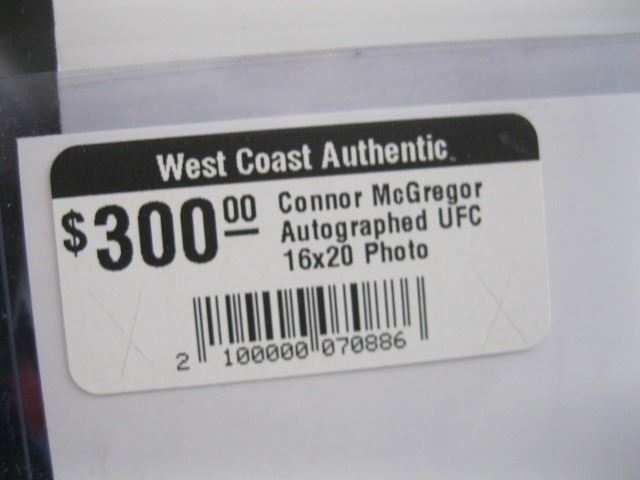 West Coast Authentic
$300.00 Connor McGregor
Autographed UFC
16x20 Photo
2 100000 070886